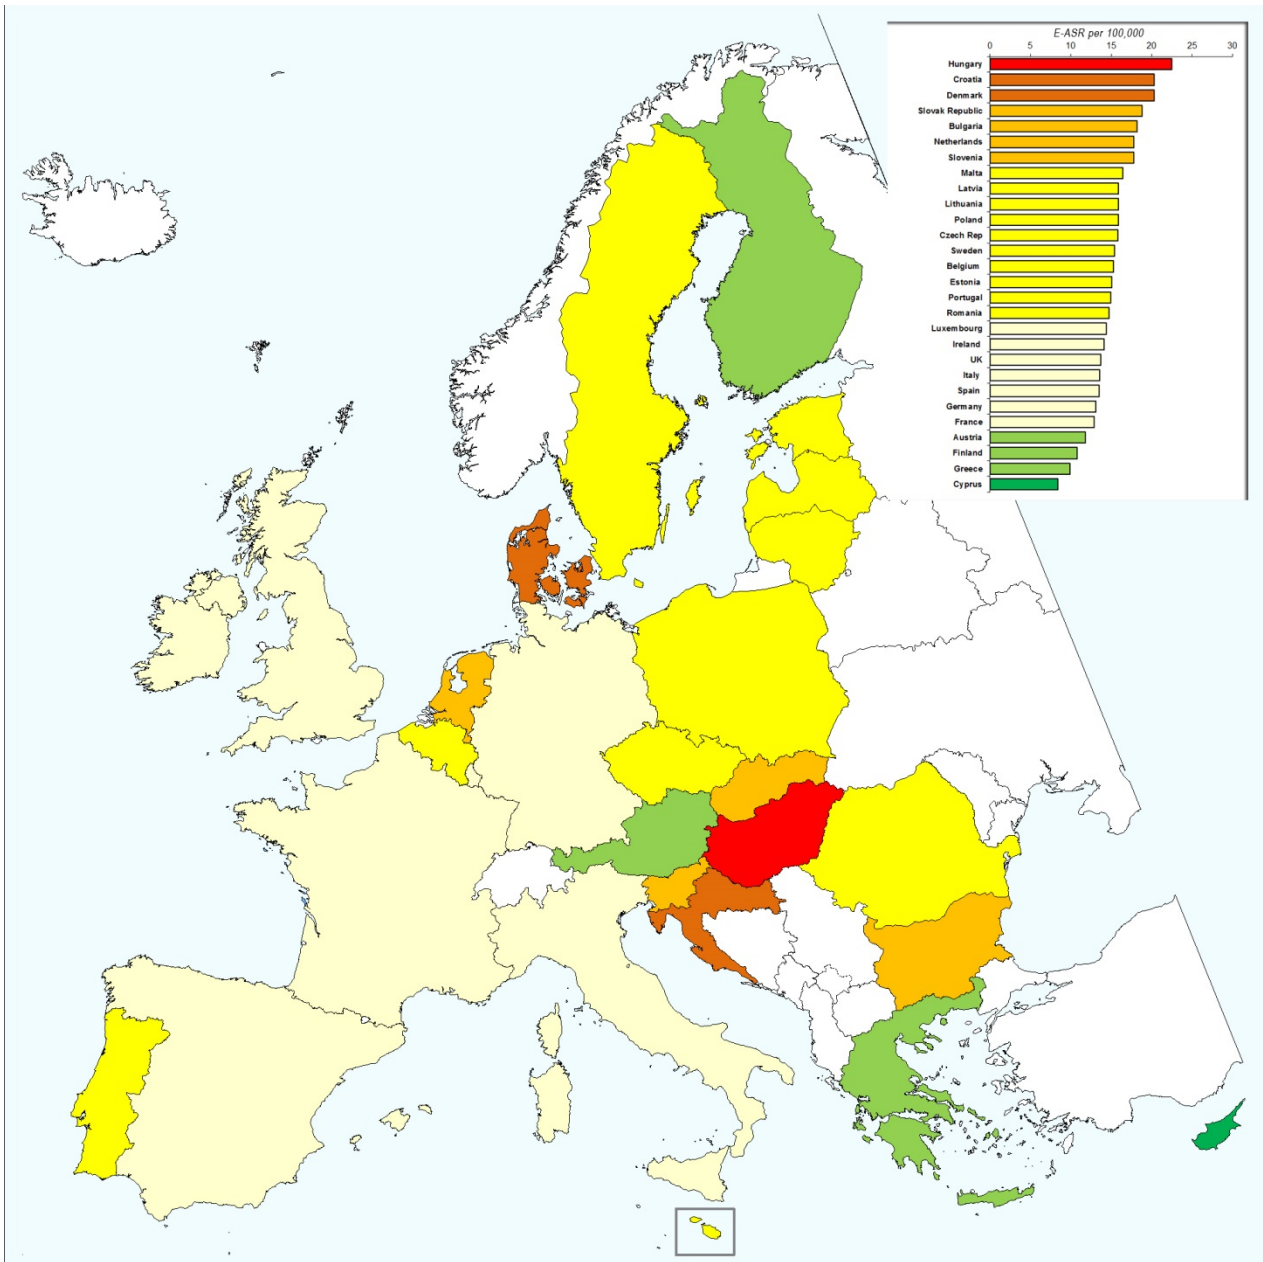 E-ASR per 100,000
0 5 10 15 20 25 30
Hungary
Croatia
Denmark
Slovak Republic
Bulgaria
Netherlands
Slovenia
Malta
Latvia
Lithuania
Poland
Czech Rep
Sweden
Belgium
Estonia
Portugal
Romania
Luxembourg
Ireland
UK
Italy
Spain
Germany
France
Austria
Finland
Greece
Cyprus